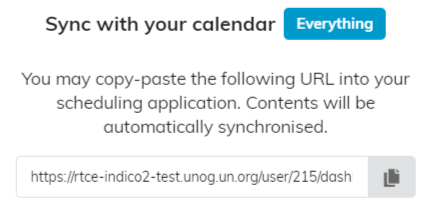 Sync with your calendar Everything
You may copy-paste the following URL into your
scheduling application. Contents will be
automatically synchronised.
https://rtce-indico2-test.unog.un.org/user/215/dash